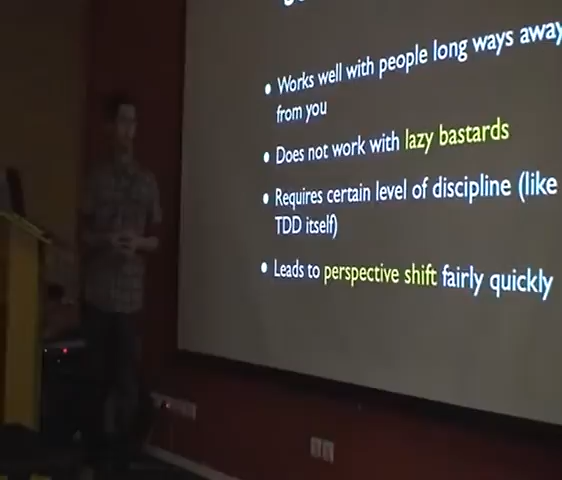 • Works well with people long ways away
from you
• Does not work with lazy bastards
• Requires certain level of discipline (like
TDD itself)
• Leads to perspective shift fairly quickly